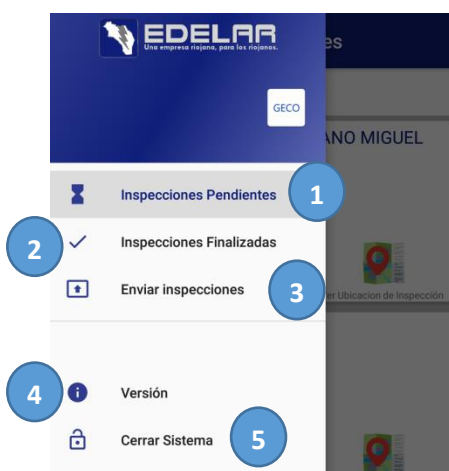 EDELAR
Una empresa riojana, para los riojanos.
es
GECO
ANO MIGUEL
Inspecciones Pendientes
1
2
Inspecciones Finalizadas
Enviar inspecciones
3
er Ubicacion de Inspección
4
Versión
Cerrar Sistema
5